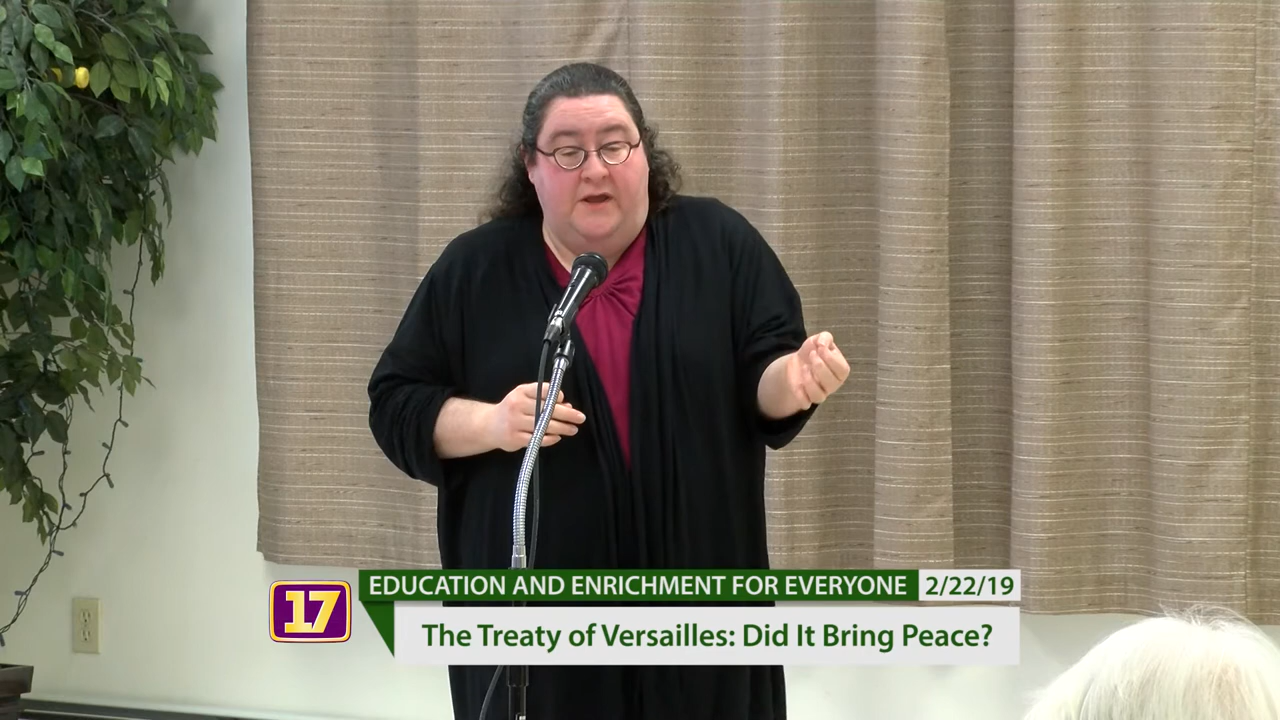 EDUCATION AND ENRICHMENT FOR EVERYONE 2/22/19
17
The Treaty of Versailles: Did It Bring Peace?